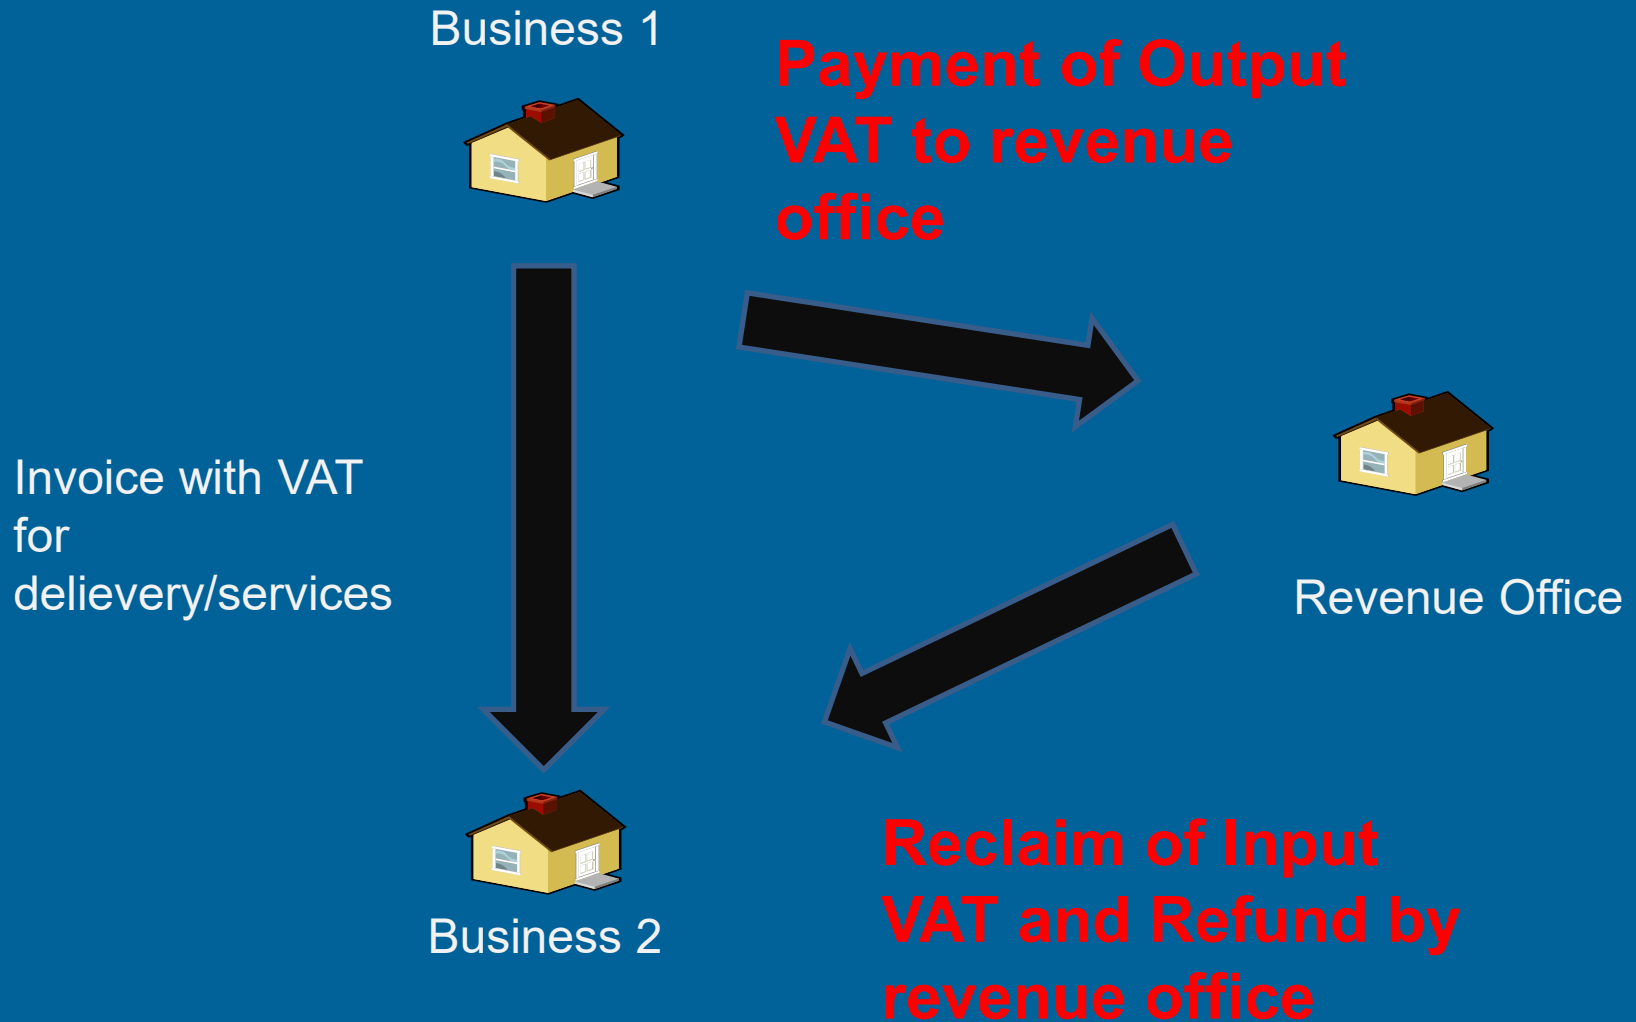 Business 1
Payment of Output
VAT to revenue
office
Invoice with VAT
for
delievery/services
Revenue Office
Business 2
Reclaim of Input
VAT and Refund by
revenue office